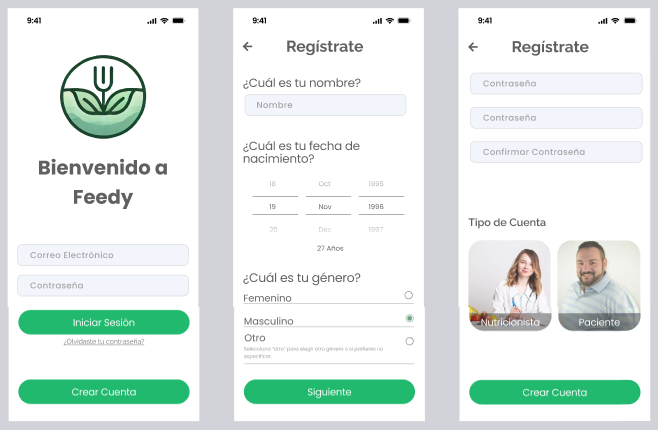 9:41
Bienvenido a
Feedy
Correo Electrónico
Contraseña
Iniciar Sesión
¿Olvidaste tu contraseña?
Crear Cuenta
9:41
Regístrate
¿Cuál es tu nombre?
Nombre
¿Cuál es tu fecha de
nacimiento?
18 Oct 1995
19 Nov 1996
20 Dec 1997
27 Años
¿Cuál es tu género?
Femenino
Masculino
Otro
Selecciona "otro" para elegir otro género o si prefieres no
especificar.
Siguiente
9:41
Regístrate
Contraseña
Contraseña
Confirmar Contraseña
Tipo de Cuenta
Nutricionista
Paciente
Crear Cuenta